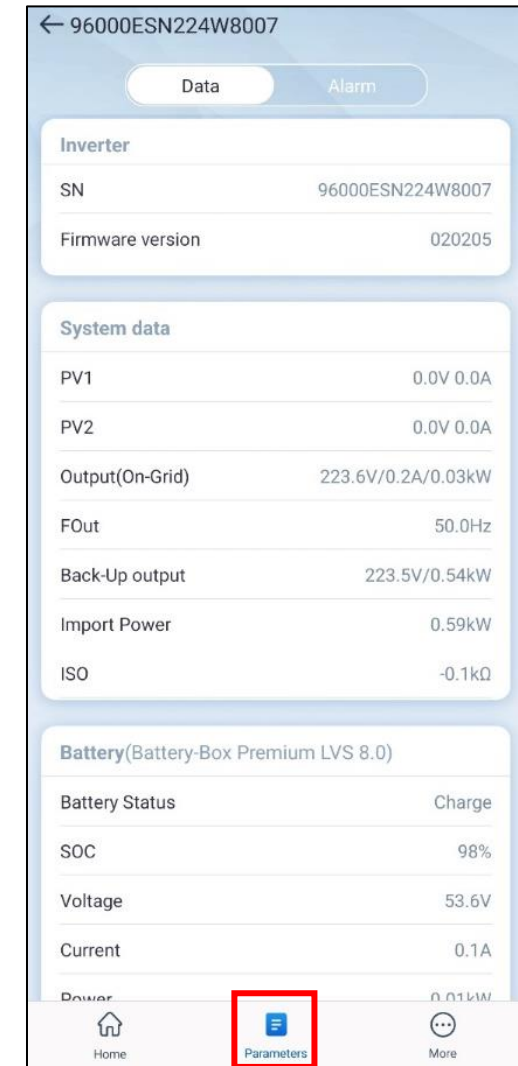 ← 96000ESN224W8007
Data Alarm
Inverter
SN 96000ESN224W8007
Firmware version 020205
System data
PV1 0.0V 0.0A
PV2 0.0V 0.0A
Output(On-Grid) 223.6V/0.2A/0.03kW
FOut 50.0Hz
Back-Up output 223.5V/0.54kW
Import Power 0.59kW
ISO -0.1kΩ
Battery(Battery-Box Premium LVS 8.0)
Battery Status Charge
SOC 98%
Voltage 53.6V
Current 0.1A
Power 0.01kW
Home Parameters More